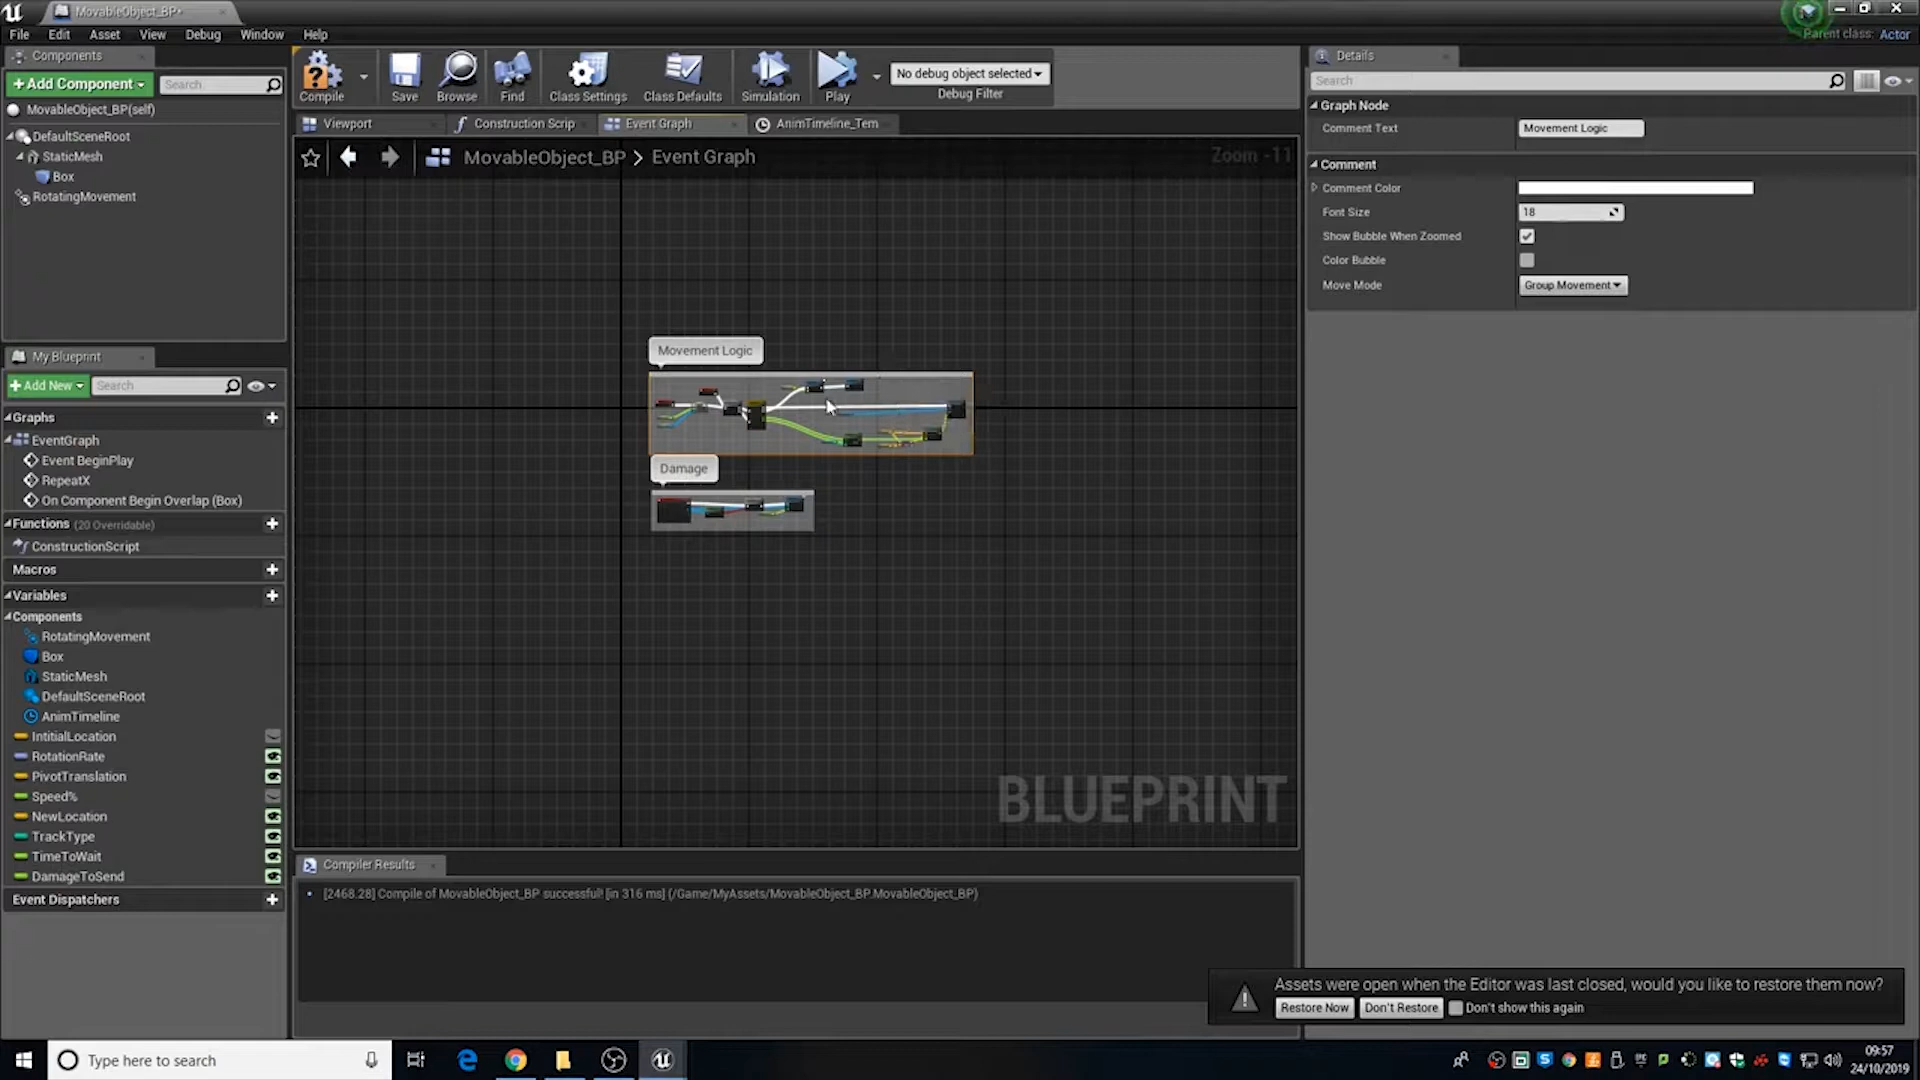 MovableObject_BP*
Parent class: Actor
File Edit Asset View Debug Window Help
Components
+Add Component
Search
MovableObject_BP(self)
DefaultSceneRoot
StaticMesh
Box
RotatingMovement
My Blueprint
+Add New
Search
Graphs
EventGraph
Event BeginPlay
RepeatX
On Component Begin Overlap (Box)
Functions (20 Overridable)
ConstructionScript
Macros
Variables
Components
RotatingMovement
Box
StaticMesh
DefaultSceneRoot
AnimTimeline
IntitialLocation
RotationRate
PivotTranslation
Speed%
NewLocation
TrackType
TimeToWait
DamageToSend
Event Dispatchers
Compile
Save
Browse
Find
Class Settings
Class Defaults
Simulation
Play
No debug object selected
Debug Filter
Viewport
Construction Scrip
Event Graph
AnimTimeline_Tem
MovableObject_BP > Event Graph
Zoom -11
Movement Logic
Damage
BLUEPRINT
Compiler Results
[2468.28] Compile of MovableObject_BP successful! [in 316 ms] (/Game/MyAssets/MovableObject_BP.MovableObject_BP)
Details
Search
Graph Node
Comment Text
Movement Logic
Comment
Comment Color
Font Size
18
Show Bubble When Zoomed
Color Bubble
Move Mode
Group Movement
Assets were open when the Editor was last closed, would you like to restore them now?
Restore Now
Don't Restore
Don't show this again
Type here to search
09:57
24/10/2019